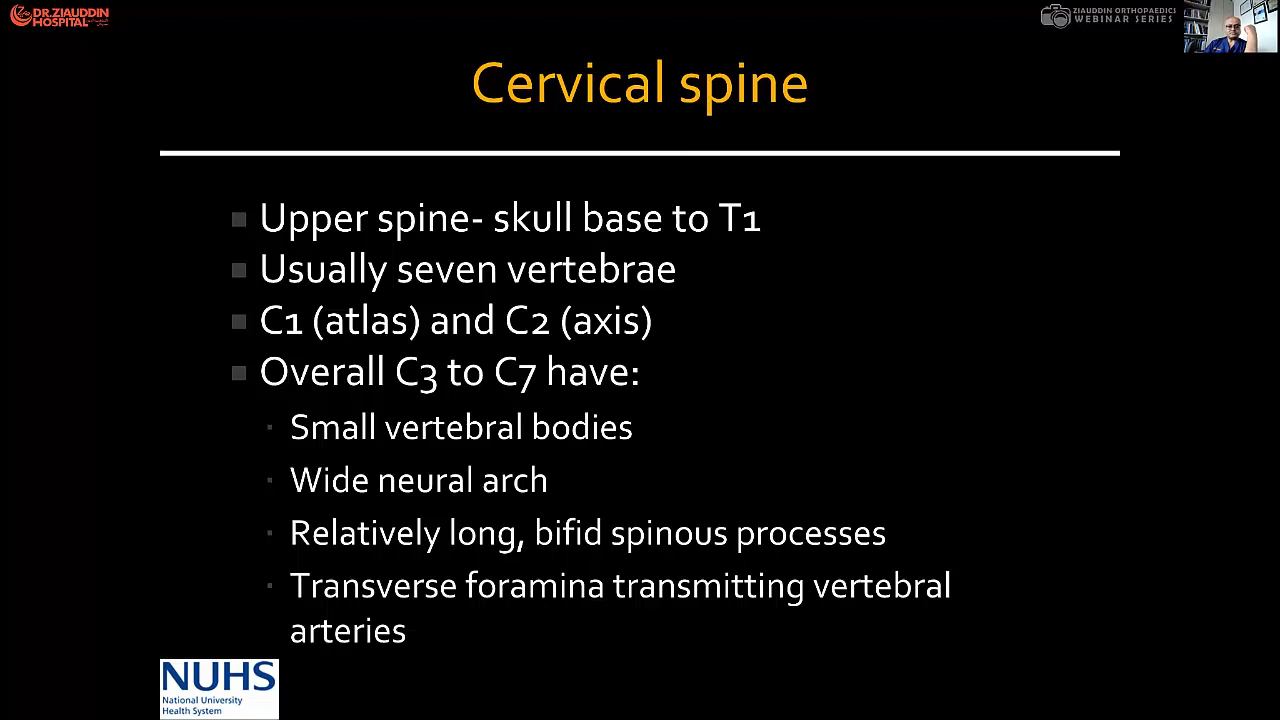 DR.ZIAUDDIN
HOSPITAL
ZIAUDDIN ORTHOPAEDICS
WEBINAR SERIES
Cervical spine
Upper spine- skull base to T1
Usually seven vertebrae
C1 (atlas) and C2 (axis)
Overall C3 to C7 have:
Small vertebral bodies
Wide neural arch
Relatively long, bifid spinous processes
Transverse foramina transmitting vertebral
arteries
NUHS
National University
Health System